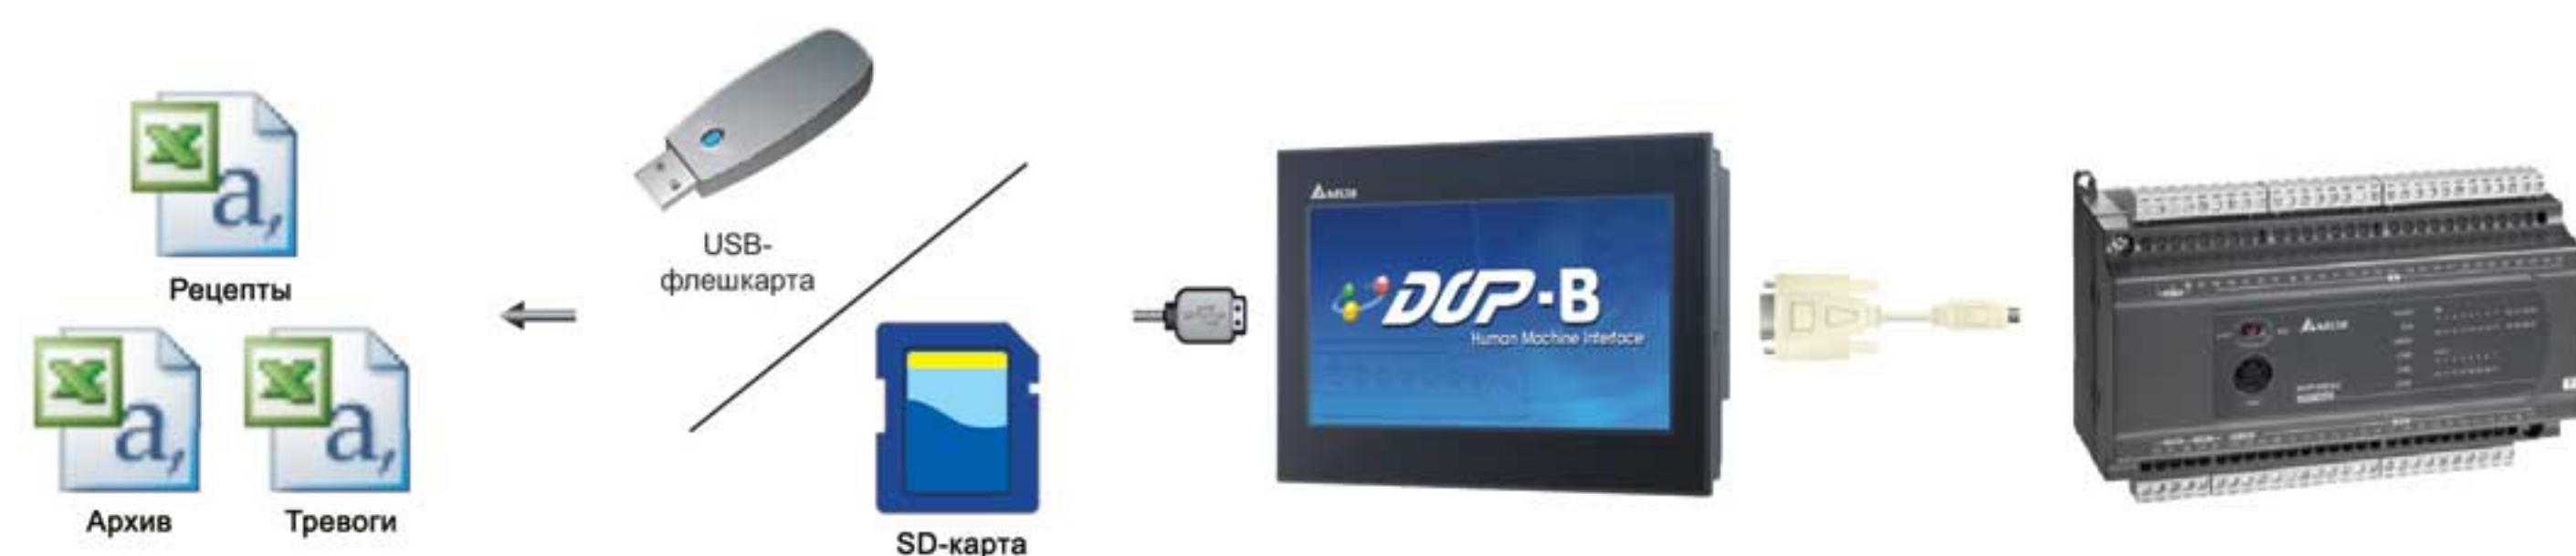 Рецепты
Архив
Тревоги
USB-
флешкарта
SD-карта
DOP-B
Human Machine Interface